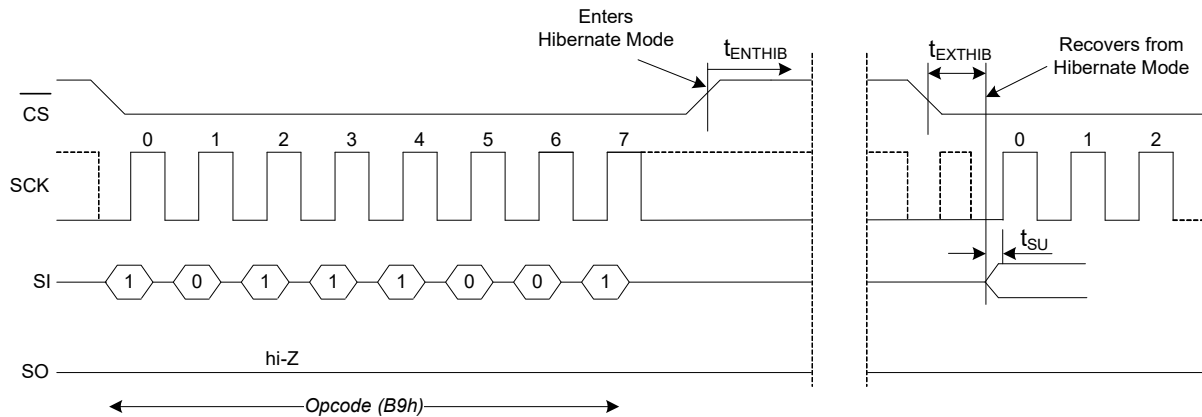 Enters
Hibernate Mode
tENTHIB
tEXTHIB
Recovers from
Hibernate Mode
CS
0 1 2 3 4 5 6 7 0 1 2
SCK
tSU
SI 1 0 1 1 1 0 0 1
hi-Z
SO
Opcode (B9h)